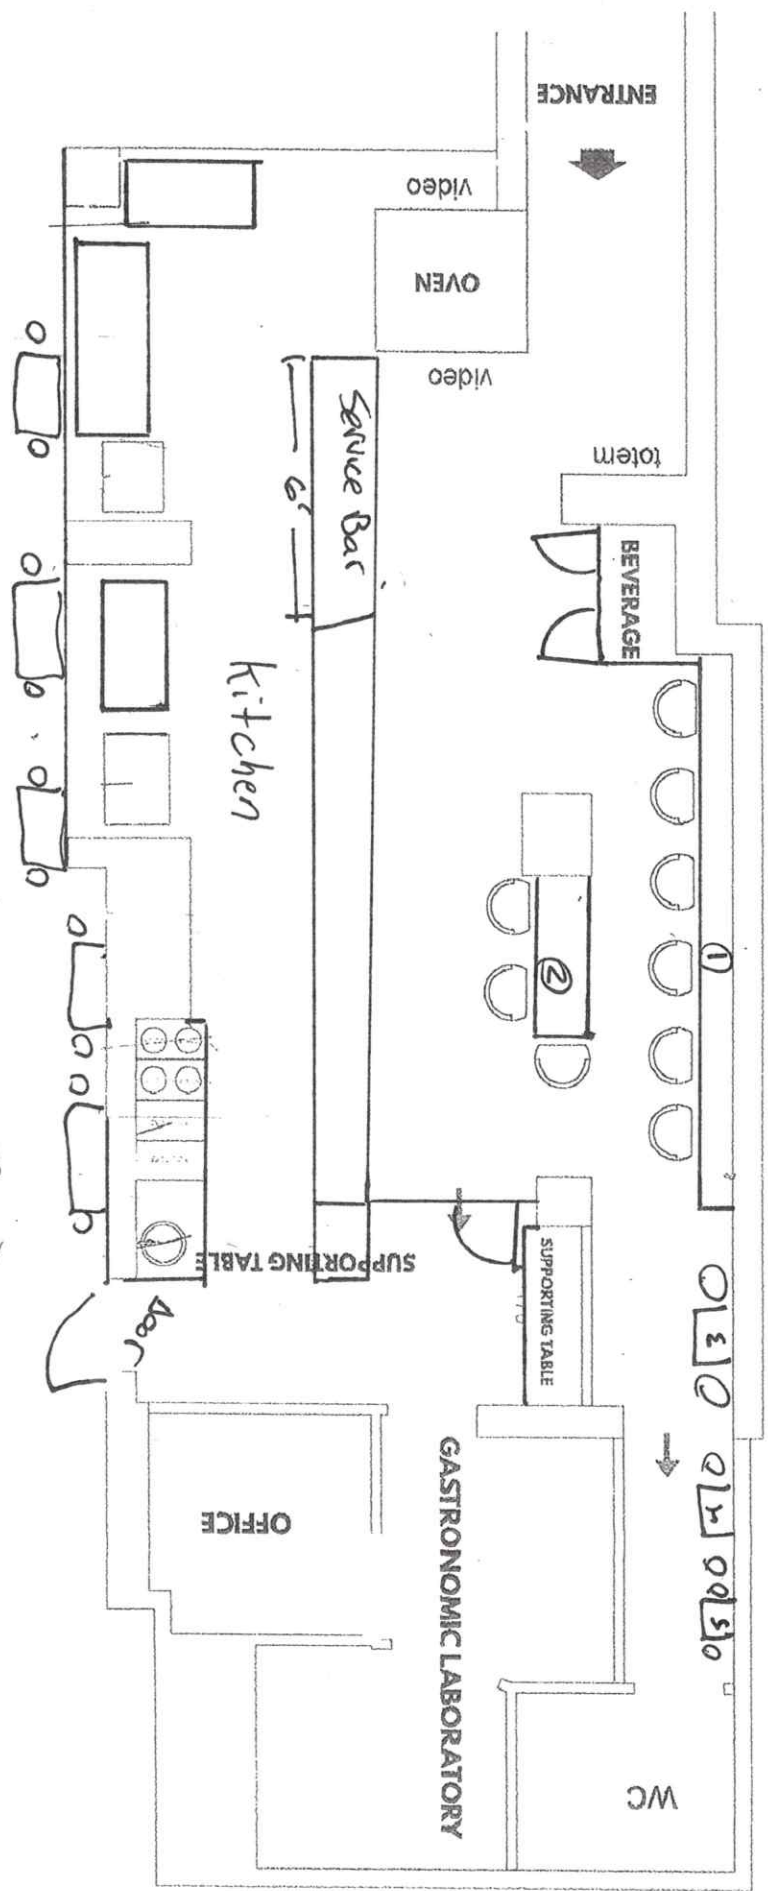 ENTRANCE
video
OVEN
video
totem
BEVERAGE
Service Bar
6'
Kitchen
1
2
SUPPORTING TABLE
SUPPORTING TABLE
Door
3
4
5
OFFICE
GASTRONOMIC LABORATORY
WC